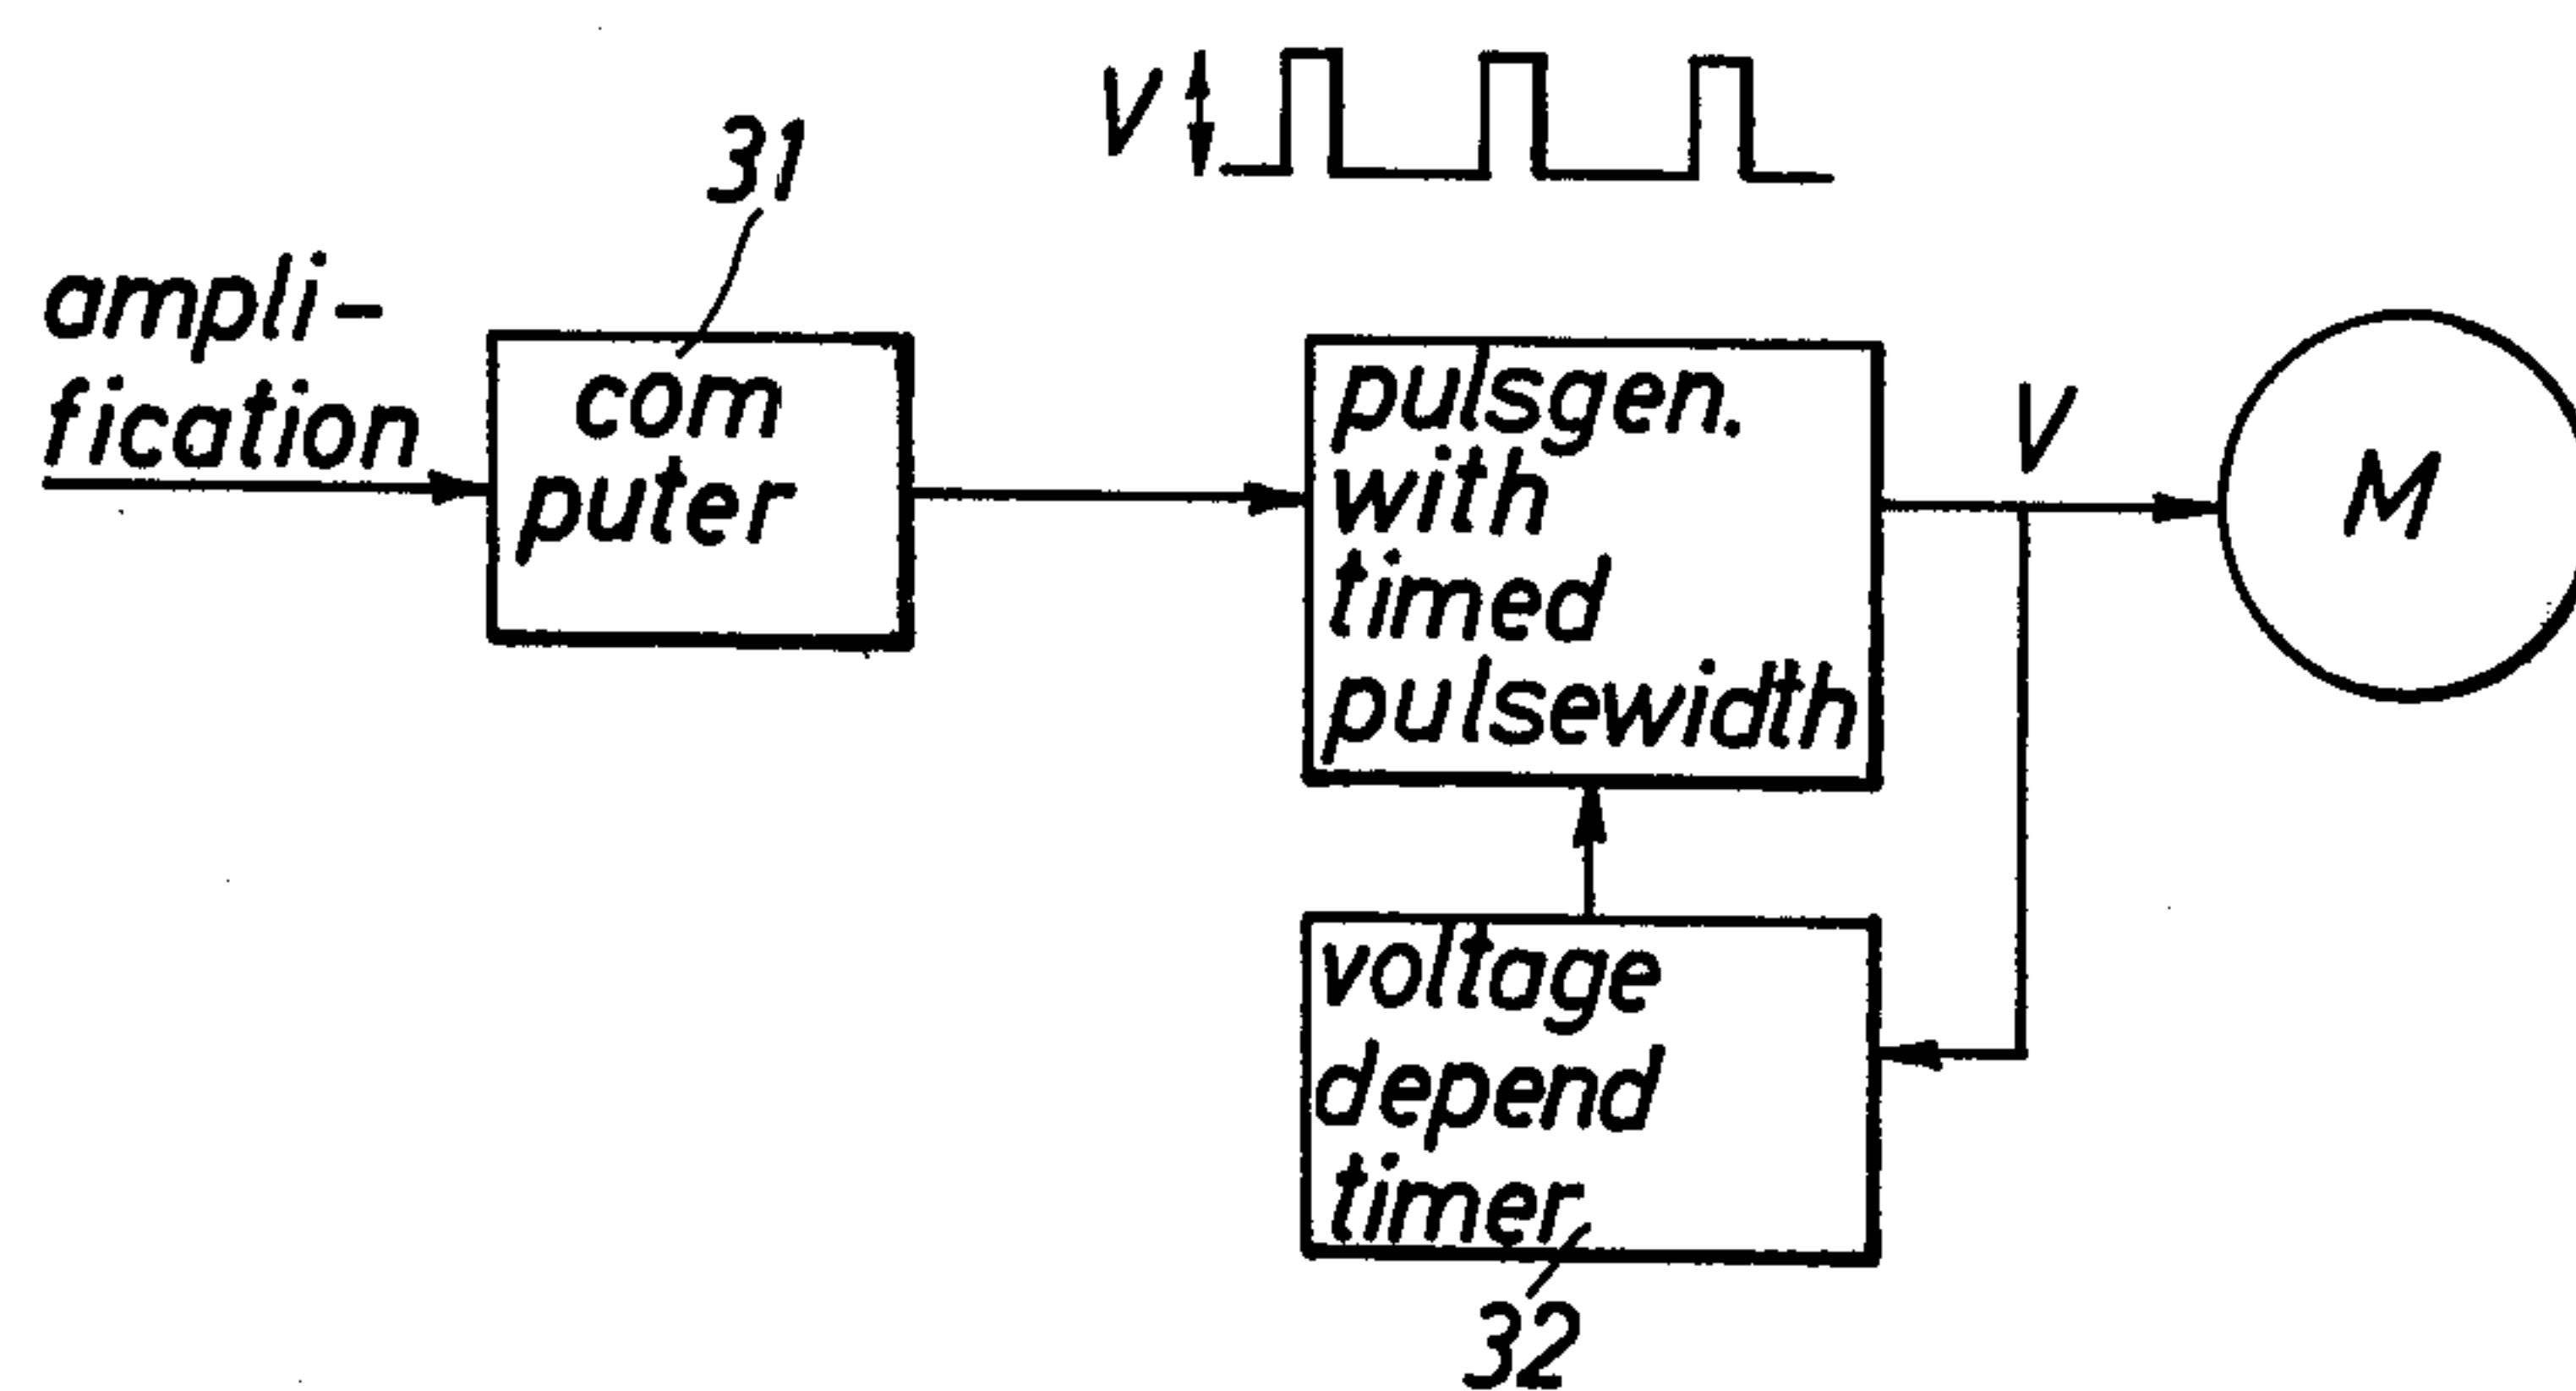 V
31
ampli-
fication
com
puter
pulsgen.
with
timed
pulsewidth
V
M
voltage
depend
timer
32